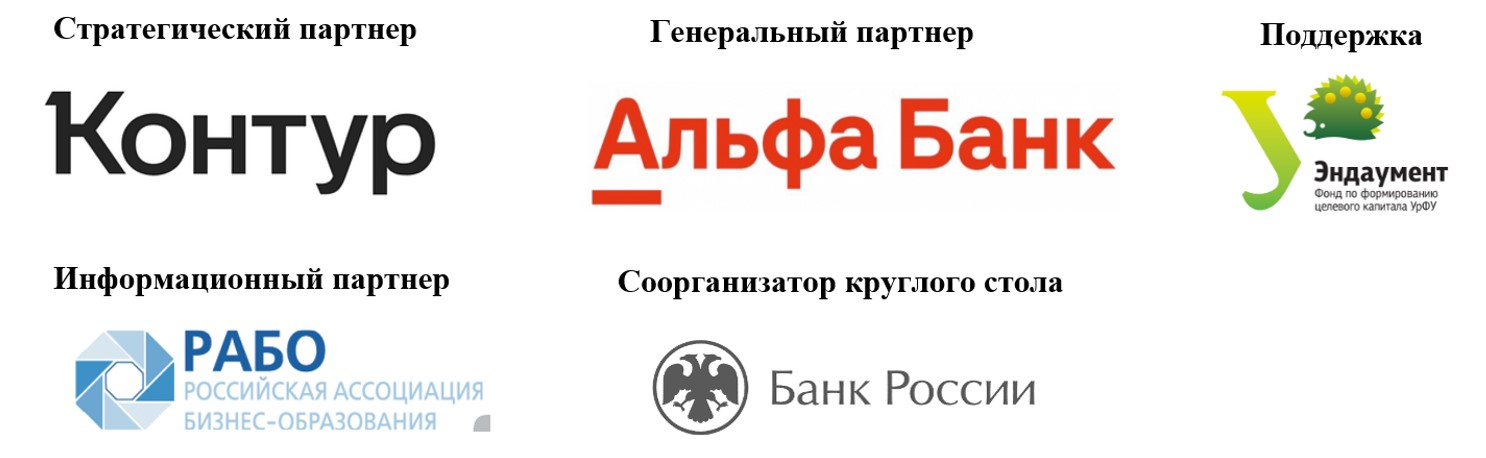 Стратегический партнер
Генеральный партнер
Поддержка
Контур
Альфа Банк
У
Эндаумент
Фонд по формированию
целевого капитала УрФУ
Информационный партнер
Соорганизатор круглого стола
РАБО
РОССИЙСКАЯ АССОЦИАЦИЯ
БИЗНЕС-ОБРАЗОВАНИЯ
Банк России